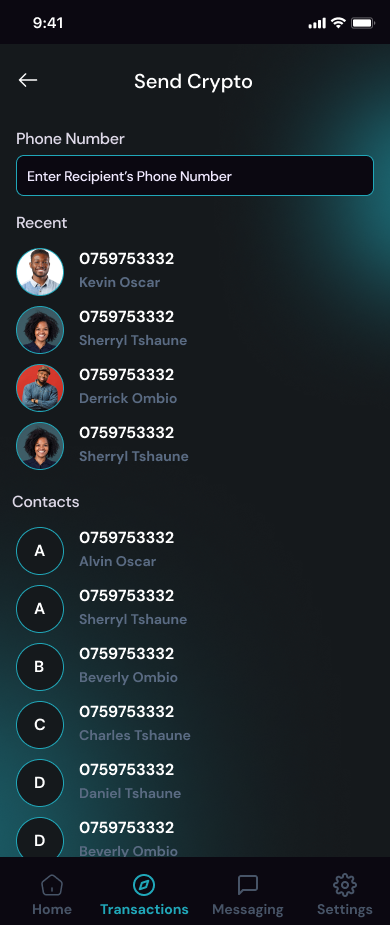 9:41
Send Crypto
Phone Number
Enter Recipient's Phone Number
Recent
0759753332
Kevin Oscar
0759753332
Sherryl Tshaune
0759753332
Derrick Ombio
0759753332
Sherryl Tshaune
Contacts
A
0759753332
Alvin Oscar
A
0759753332
Sherryl Tshaune
B
0759753332
Beverly Ombio
C
0759753332
Charles Tshaune
D
0759753332
Daniel Tshaune
D
0759753332
Beverly Ombio
Home Transactions Messaging Settings